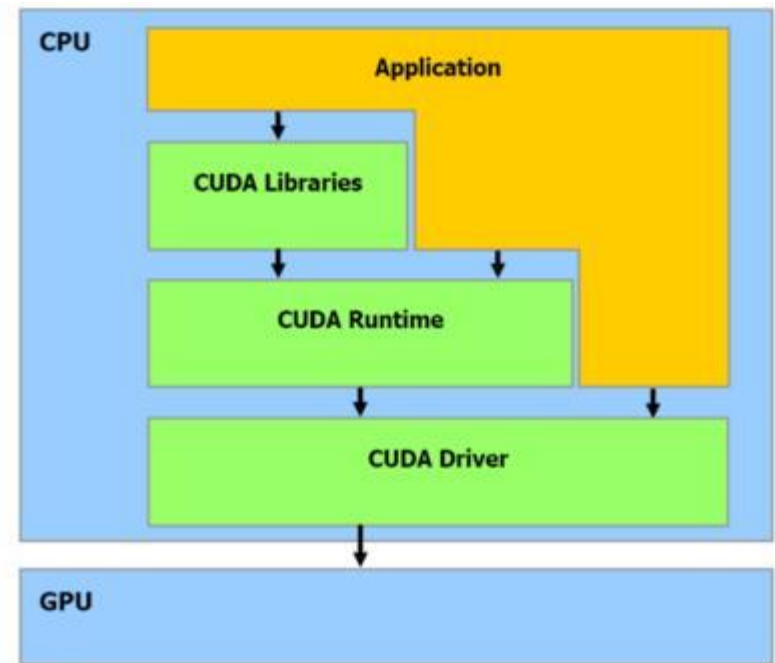 CPU
Application
CUDA Libraries
CUDA Runtime
CUDA Driver
GPU